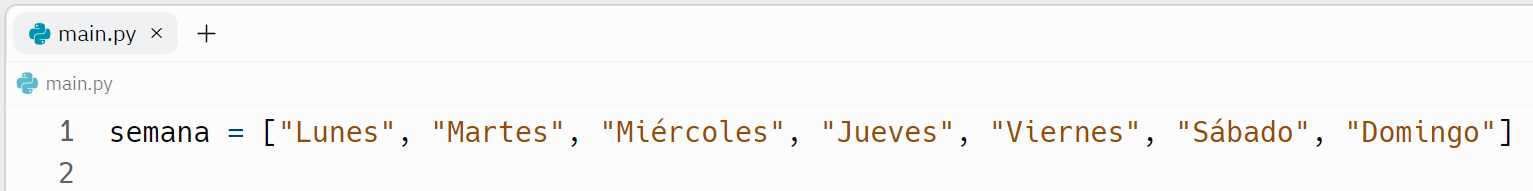 main.py × +
main.py
1 semana = ["Lunes", "Martes", "Miércoles", "Jueves", "Viernes", "Sábado", "Domingo"]
2